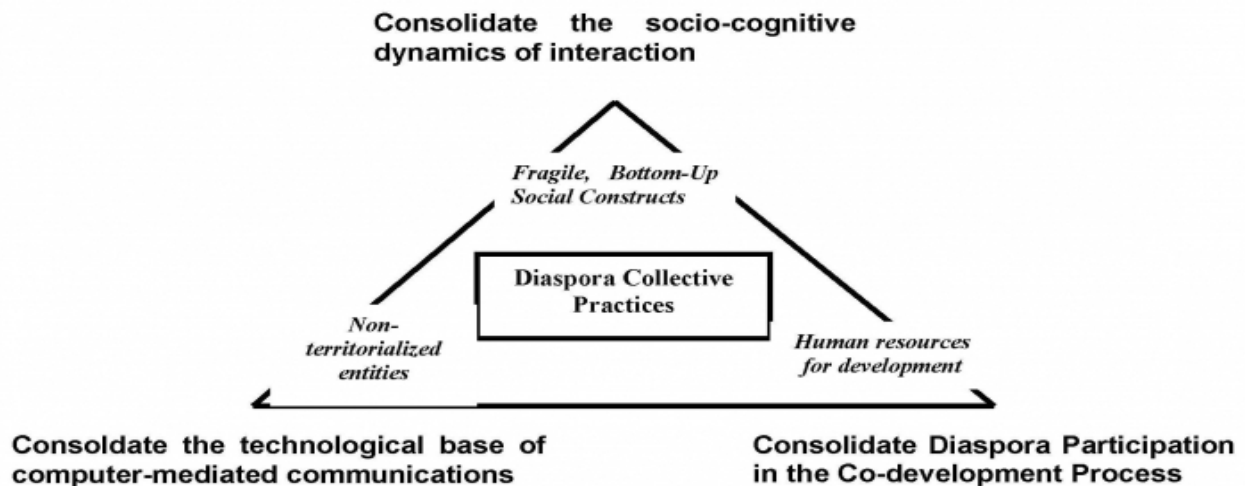 Consolidate the socio-cognitive
dynamics of interaction
Fragile, Bottom-Up
Social Constructs
Diaspora Collective
Practices
Non-
territorialized
entities
Human resources
for development
Consoldate the technological base of
computer-mediated communications
Consolidate Diaspora Participation
in the Co-development Process